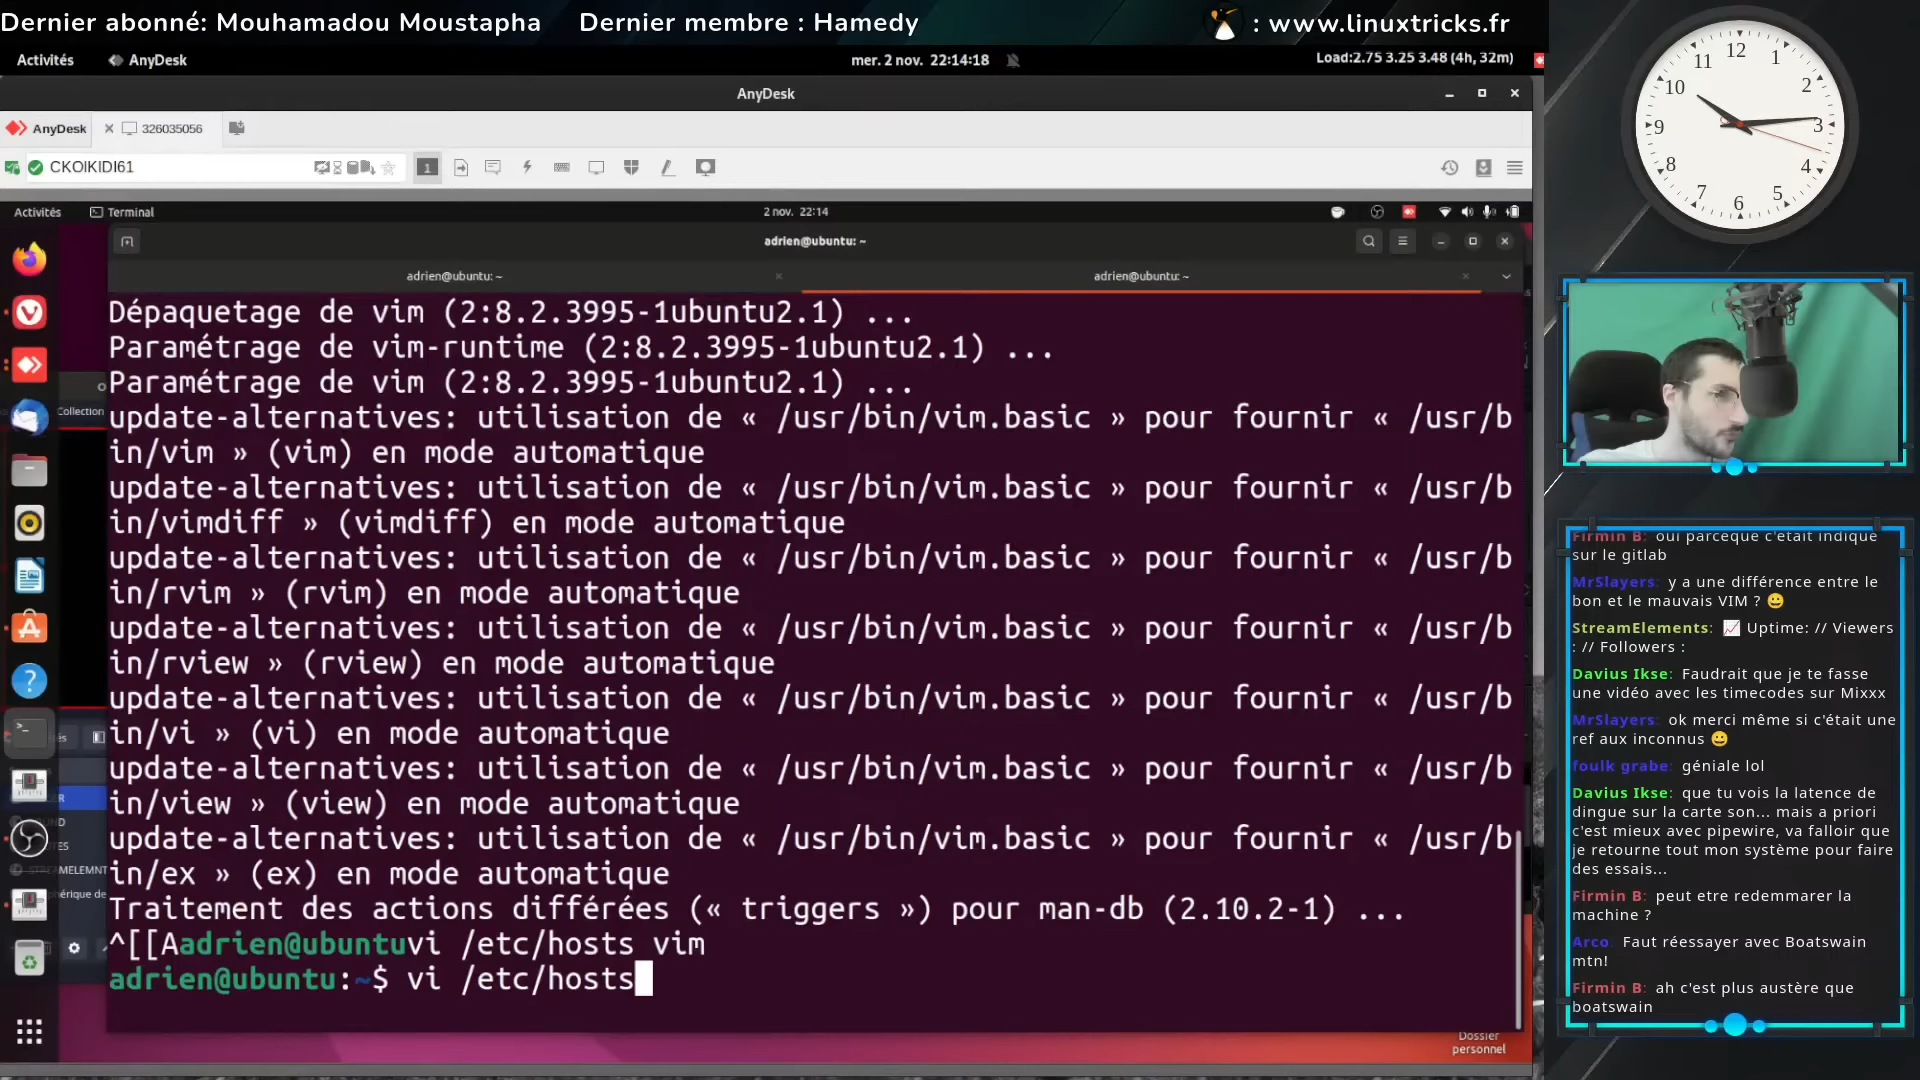 Dernier abonné: Mouhamadou Moustapha Dernier membre : Hamedy : www.linuxtricks.fr
Activités AnyDesk mer. 2 nov. 22:14:18 Load:2.75 3.25 3.48 (4h, 32m)
AnyDesk
AnyDesk 326035056
CKOIKIDI61 1
Activités Terminal 2 nov. 22:14
adrien@ubuntu: ~
adrien@ubuntu: ~ adrien@ubuntu: ~
Dépaquetage de vim (2:8.2.3995-1ubuntu2.1) ...
Paramétrage de vim-runtime (2:8.2.3995-1ubuntu2.1) ...
Paramétrage de vim (2:8.2.3995-1ubuntu2.1) ...
update-alternatives: utilisation de « /usr/bin/vim.basic » pour fournir « /usr/b
in/vim » (vim) en mode automatique
update-alternatives: utilisation de « /usr/bin/vim.basic » pour fournir « /usr/b
in/vimdiff » (vimdiff) en mode automatique
update-alternatives: utilisation de « /usr/bin/vim.basic » pour fournir « /usr/b
in/rvim » (rvim) en mode automatique
update-alternatives: utilisation de « /usr/bin/vim.basic » pour fournir « /usr/b
in/rview » (rview) en mode automatique
update-alternatives: utilisation de « /usr/bin/vim.basic » pour fournir « /usr/b
in/vi » (vi) en mode automatique
update-alternatives: utilisation de « /usr/bin/vim.basic » pour fournir « /usr/b
in/view » (view) en mode automatique
update-alternatives: utilisation de « /usr/bin/vim.basic » pour fournir « /usr/b
in/ex » (ex) en mode automatique
Traitement des actions différées (« triggers ») pour man-db (2.10.2-1) ...
^[[Aadrien@ubuntuvi /etc/hosts vim
adrien@ubuntu:~$ vi /etc/hosts
Collection
Dossier
personnel
12
1
2
3
4
5
6
7
8
9
10
11
Firmin B: oui parceque c'était indiqué
sur le gitlab
MrSlayers: y a une différence entre le
bon et le mauvais VIM ? 😀
StreamElements: 📈 Uptime: // Viewers
: // Followers :
Davius Ikse: Faudrait que je te fasse
une vidéo avec les timecodes sur Mixxx
MrSlayers: ok merci même si c'était une
ref aux inconnus 😀
foulk grabe: géniale lol
Davius Ikse: que tu vois la latence de
dingue sur la carte son... mais a priori
c'est mieux avec pipewire, va falloir que
je retourne tout mon système pour faire
des essais...
Firmin B: peut etre redemmarer la
machine ?
Arco: Faut réessayer avec Boatswain
mtn!
Firmin B: ah c'est plus austère que
boatswain